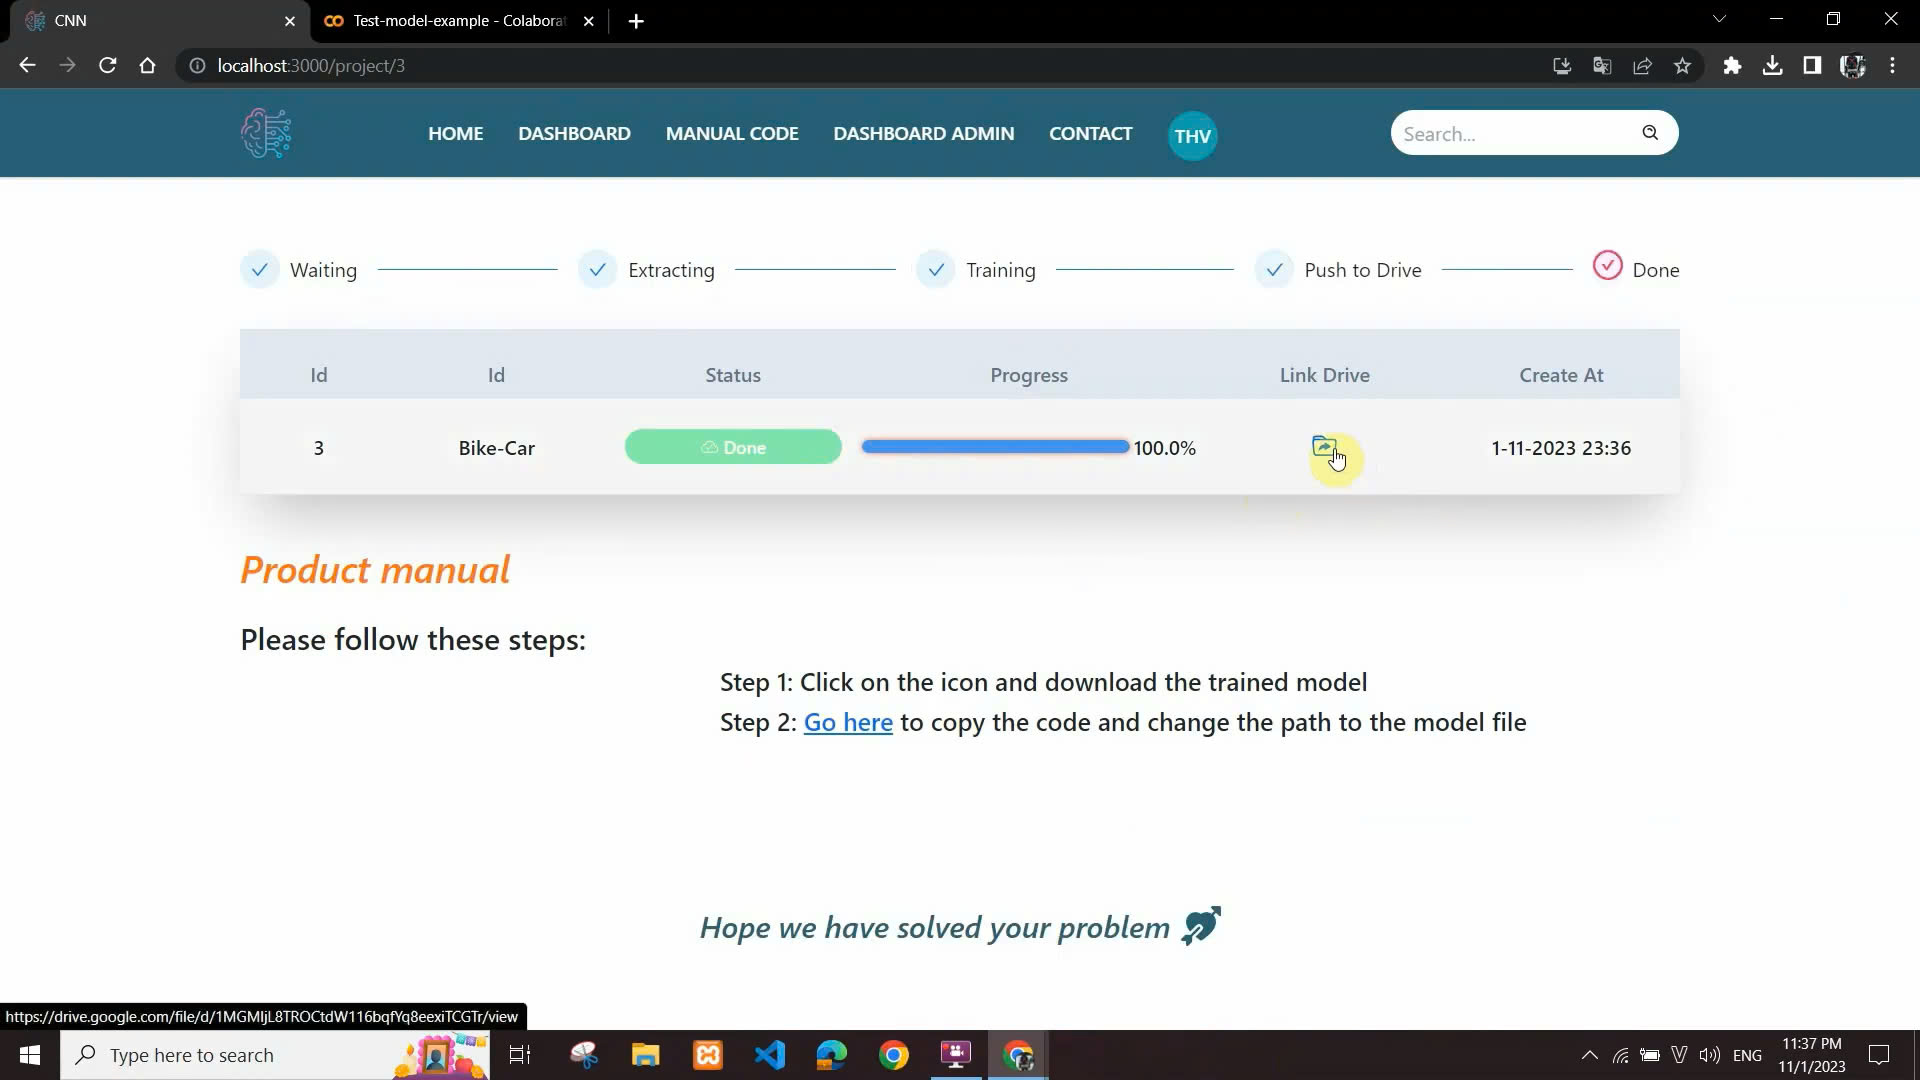 CNN
Test-model-example - Colabora
localhost:3000/project/3
HOME
DASHBOARD
MANUAL CODE
DASHBOARD ADMIN
CONTACT
THV
Search...
Waiting
Extracting
Training
Push to Drive
Done
Id
Id
Status
Progress
Link Drive
Create At
3
Bike-Car
Done
100.0%
1-11-2023 23:36
Product manual
Please follow these steps:
Step 1: Click on the icon and download the trained model
Step 2: Go here to copy the code and change the path to the model file
Hope we have solved your problem
https://drive.google.com/file/d/1MGMIjL8TROCtdW116bqfYq8eexiTCGTr/view
Type here to search
ENG
11:37 PM
11/1/2023